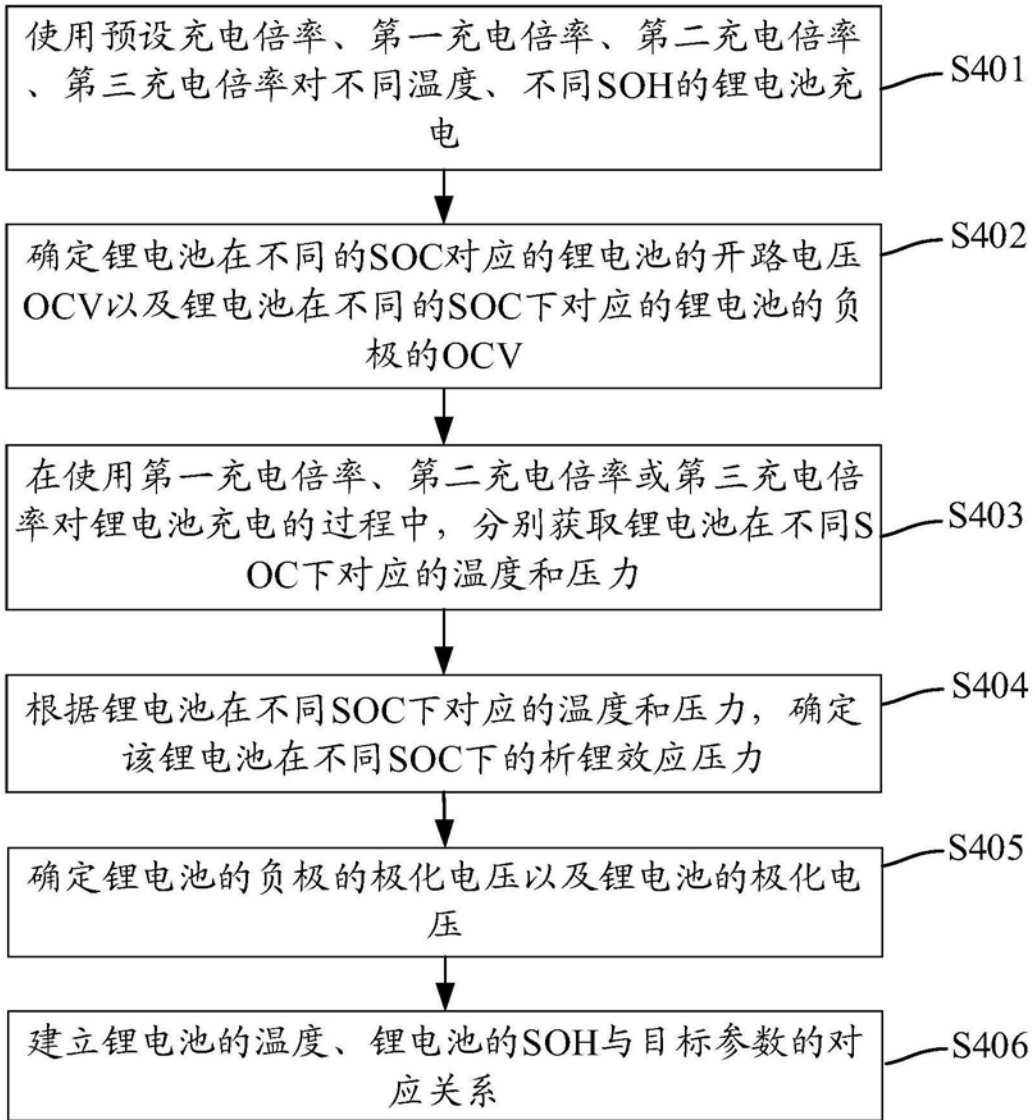 使用预设充电倍率、第一充电倍率、第二充电倍率
、第三充电倍率对不同温度、不同SOH的锂电池充
电
S401
确定锂电池在不同的SOC对应的锂电池的开路电压
OCV以及锂电池在不同的SOC下对应的锂电池的负
极的OCV
S402
在使用第一充电倍率、第二充电倍率或第三充电倍
率对锂电池充电的过程中，分别获取锂电池在不同S
OC下对应的温度和压力
S403
根据锂电池在不同SOC下对应的温度和压力，确定
该锂电池在不同SOC下的析锂效应压力
S404
确定锂电池的负极的极化电压以及锂电池的极化电
压
S405
建立锂电池的温度、锂电池的SOH与目标参数的对
应关系
S406